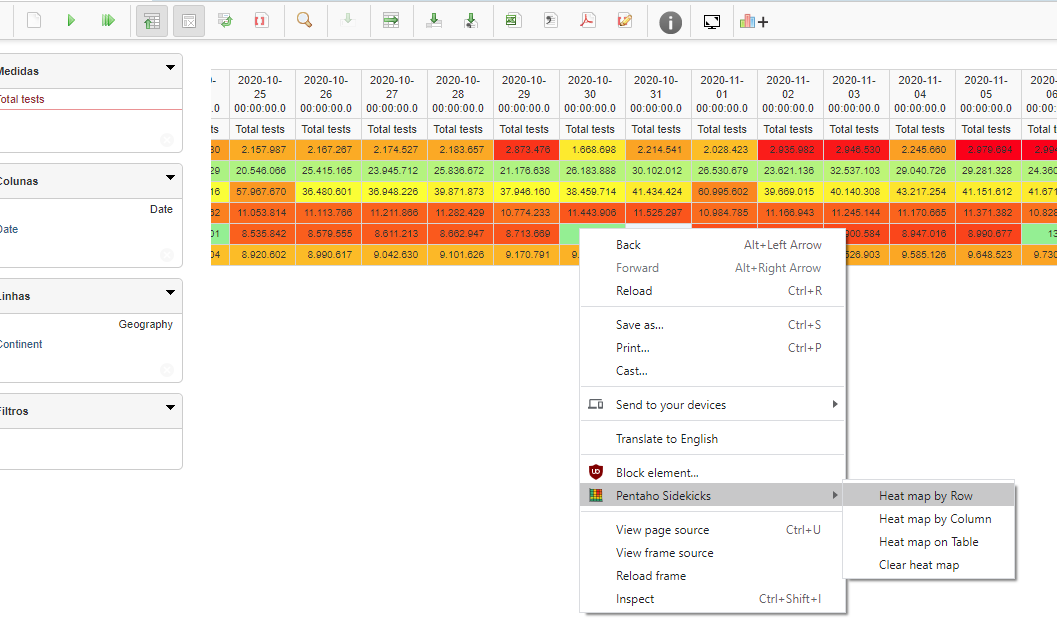 Medidas
Total tests
Colunas
Date
Date
Linhas
Geography
Continent
Filtros
2020-10-25 00:00:00.0 2020-10-26 00:00:00.0 2020-10-27 00:00:00.0 2020-10-28 00:00:00.0 2020-10-29 00:00:00.0 2020-10-30 00:00:00.0 2020-10-31 00:00:00.0 2020-11-01 00:00:00.0 2020-11-02 00:00:00.0 2020-11-03 00:00:00.0 2020-11-04 00:00:00.0 2020-11-05 00:00:00.0
ts Total tests Total tests Total tests Total tests Total tests Total tests Total tests Total tests Total tests Total tests Total tests Total tests Total t
30 2.157.987 2.167.267 2.174.527 2.183.657 2.873.476 1.668.698 2.214.541 2.028.423 2.935.982 2.946.530 2.245.660 2.979.694 2.99
29 20.546.066 25.415.165 23.945.712 25.836.672 21.176.638 26.183.888 30.102.012 26.530.679 23.621.136 32.537.103 29.040.726 29.281.328 24.360
16 57.967.670 36.480.601 36.948.226 39.871.873 37.946.160 38.459.714 41.434.424 60.995.602 39.669.015 40.140.308 43.217.254 41.151.612 41.671
52 11.053.814 11.113.766 11.211.866 11.282.429 10.774.233 11.443.906 11.525.297 10.984.785 11.166.943 11.245.144 11.170.665 11.371.382 10.828
01 8.535.842 8.579.555 8.611.213 8.662.947 8.713.669 900.584 8.947.016 8.990.677 13
04 8.920.602 8.990.617 9.042.630 9.101.626 9.170.791 9. 526.903 9.585.126 9.648.523 9.730
Back Alt+Left Arrow
Forward Alt+Right Arrow
Reload Ctrl+R
Save as... Ctrl+S
Print... Ctrl+P
Cast...
Send to your devices
Translate to English
Block element...
Pentaho Sidekicks
View page source Ctrl+U
View frame source
Reload frame
Inspect Ctrl+Shift+I
Heat map by Row
Heat map by Column
Heat map on Table
Clear heat map